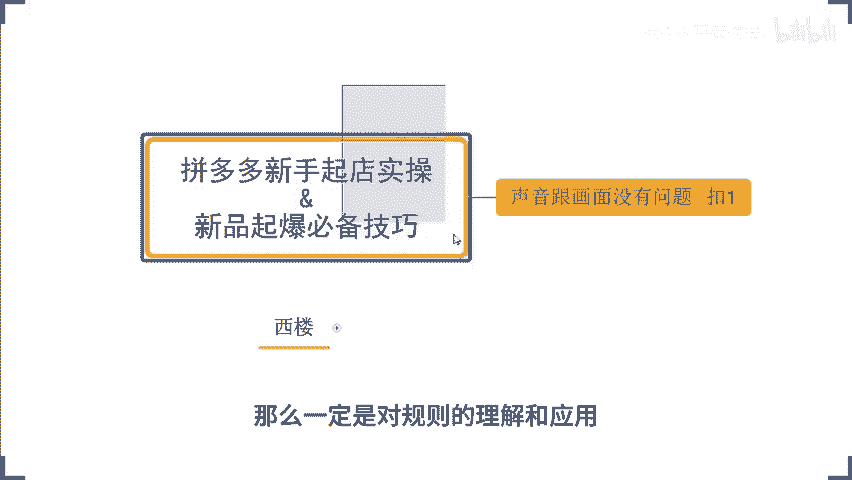 bilibili
拼多多新手起店实操
&
新品起爆必备技巧
声音跟画面没有问题 扣1
西楼
那么一定是对规则的理解和应用